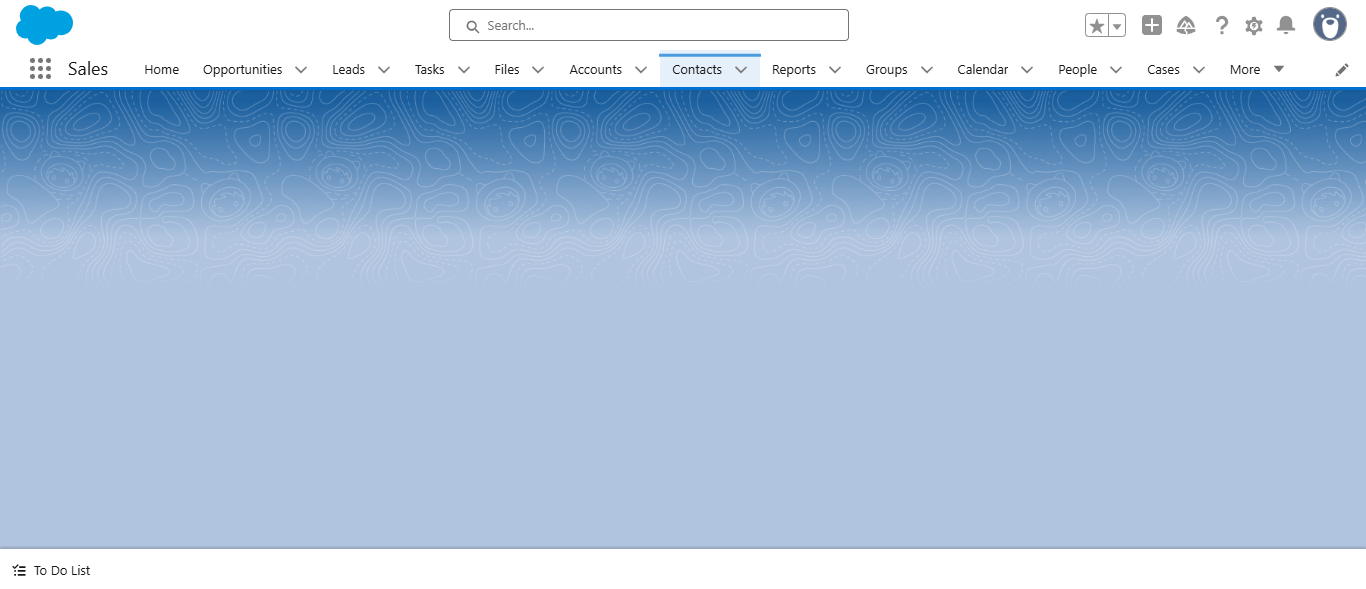 Search...
Sales
Home
Opportunities
Leads
Tasks
Files
Accounts
Contacts
Reports
Groups
Calendar
People
Cases
More
To Do List